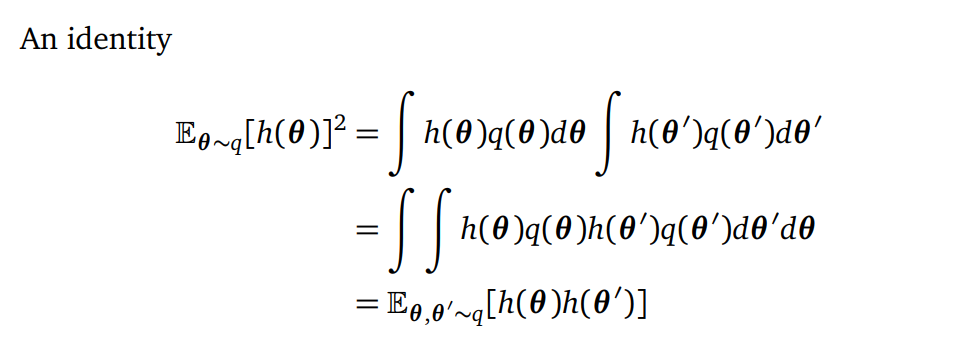 An identity
𝔼_{𝜽∼q}[h(𝜽)]² = ∫ h(𝜽)q(𝜽)d𝜽 ∫ h(𝜽′)q(𝜽′)d𝜽′
= ∫ ∫ h(𝜽)q(𝜽)h(𝜽′)q(𝜽′)d𝜽′d𝜽
= 𝔼_{𝜽,𝜽′∼q}[h(𝜽)h(𝜽′)]